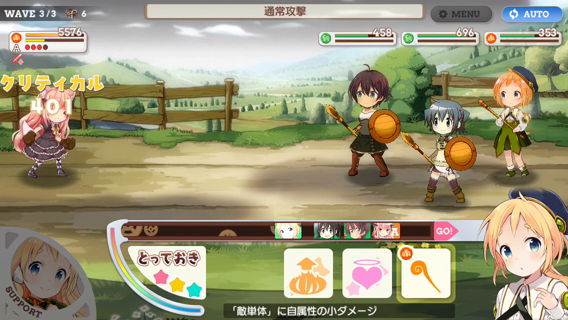 WAVE 3/3 6
通常攻撃
MENU
AUTO
5576
A
458
696
353
クリティカル
401
A
GO!
とっておき
SUPPORT
「敵単体」に自属性の小ダメージ